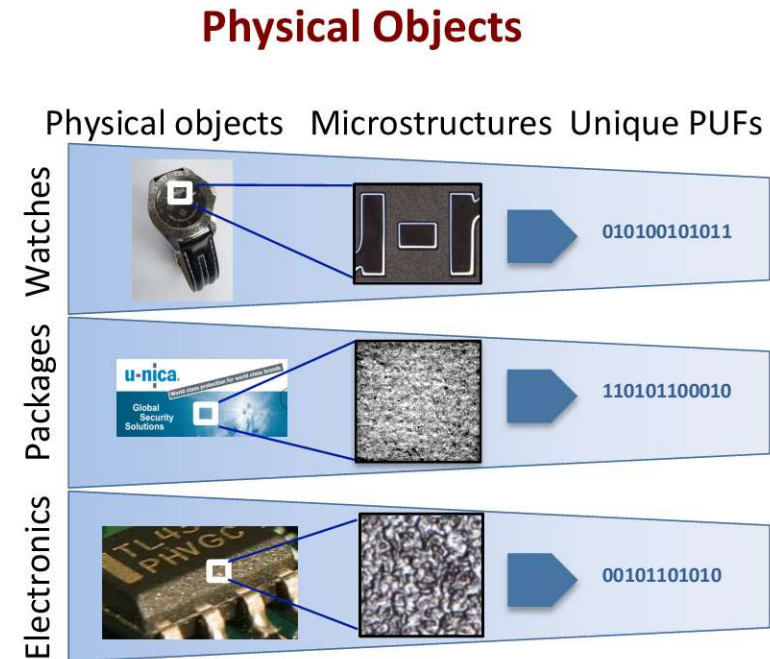 Physical Objects
Physical objects Microstructures Unique PUFs
Watches
010100101011
Packages
u-nica.
World class protection for world class brands
Global
Security
Solutions
110101100010
Electronics
TL4
PHVGC
00101101010